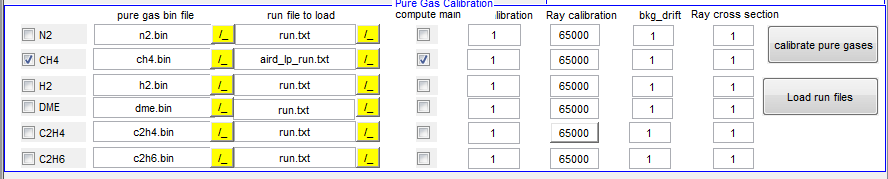 Pure Gas Calibration
pure gas bin file run file to load compute main libration Ray calibration bkg_drift Ray cross section
N2 n2.bin /_ run.txt /_ 1 65000 1 1
calibrate pure gases
CH4 ch4.bin /_ aird_lp_run.txt /_ 1 65000 1 1
H2 h2.bin /_ run.txt /_ 1 65000 1 1
Load run files
DME dme.bin /_ run.txt /_ 1 65000 1 1
C2H4 c2h4.bin /_ run.txt /_ 1 65000 1 1
C2H6 c2h6.bin /_ run.txt /_ 1 65000 1 1